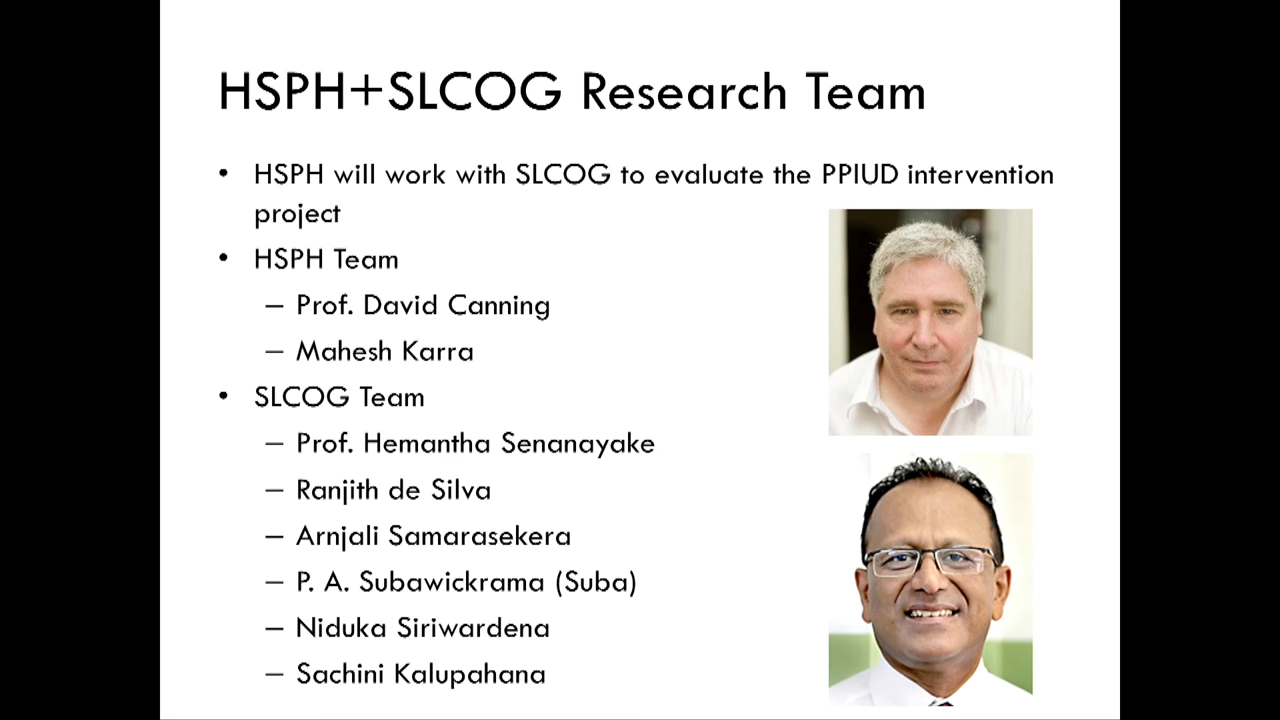 HSPH+SLCOG Research Team
• HSPH will work with SLCOG to evaluate the PPIUD intervention
project
• HSPH Team
– Prof. David Canning
– Mahesh Karra
• SLCOG Team
– Prof. Hemantha Senanayake
– Ranjith de Silva
– Arnjali Samarasekera
– P. A. Subawickrama (Suba)
– Niduka Siriwardena
– Sachini Kalupahana